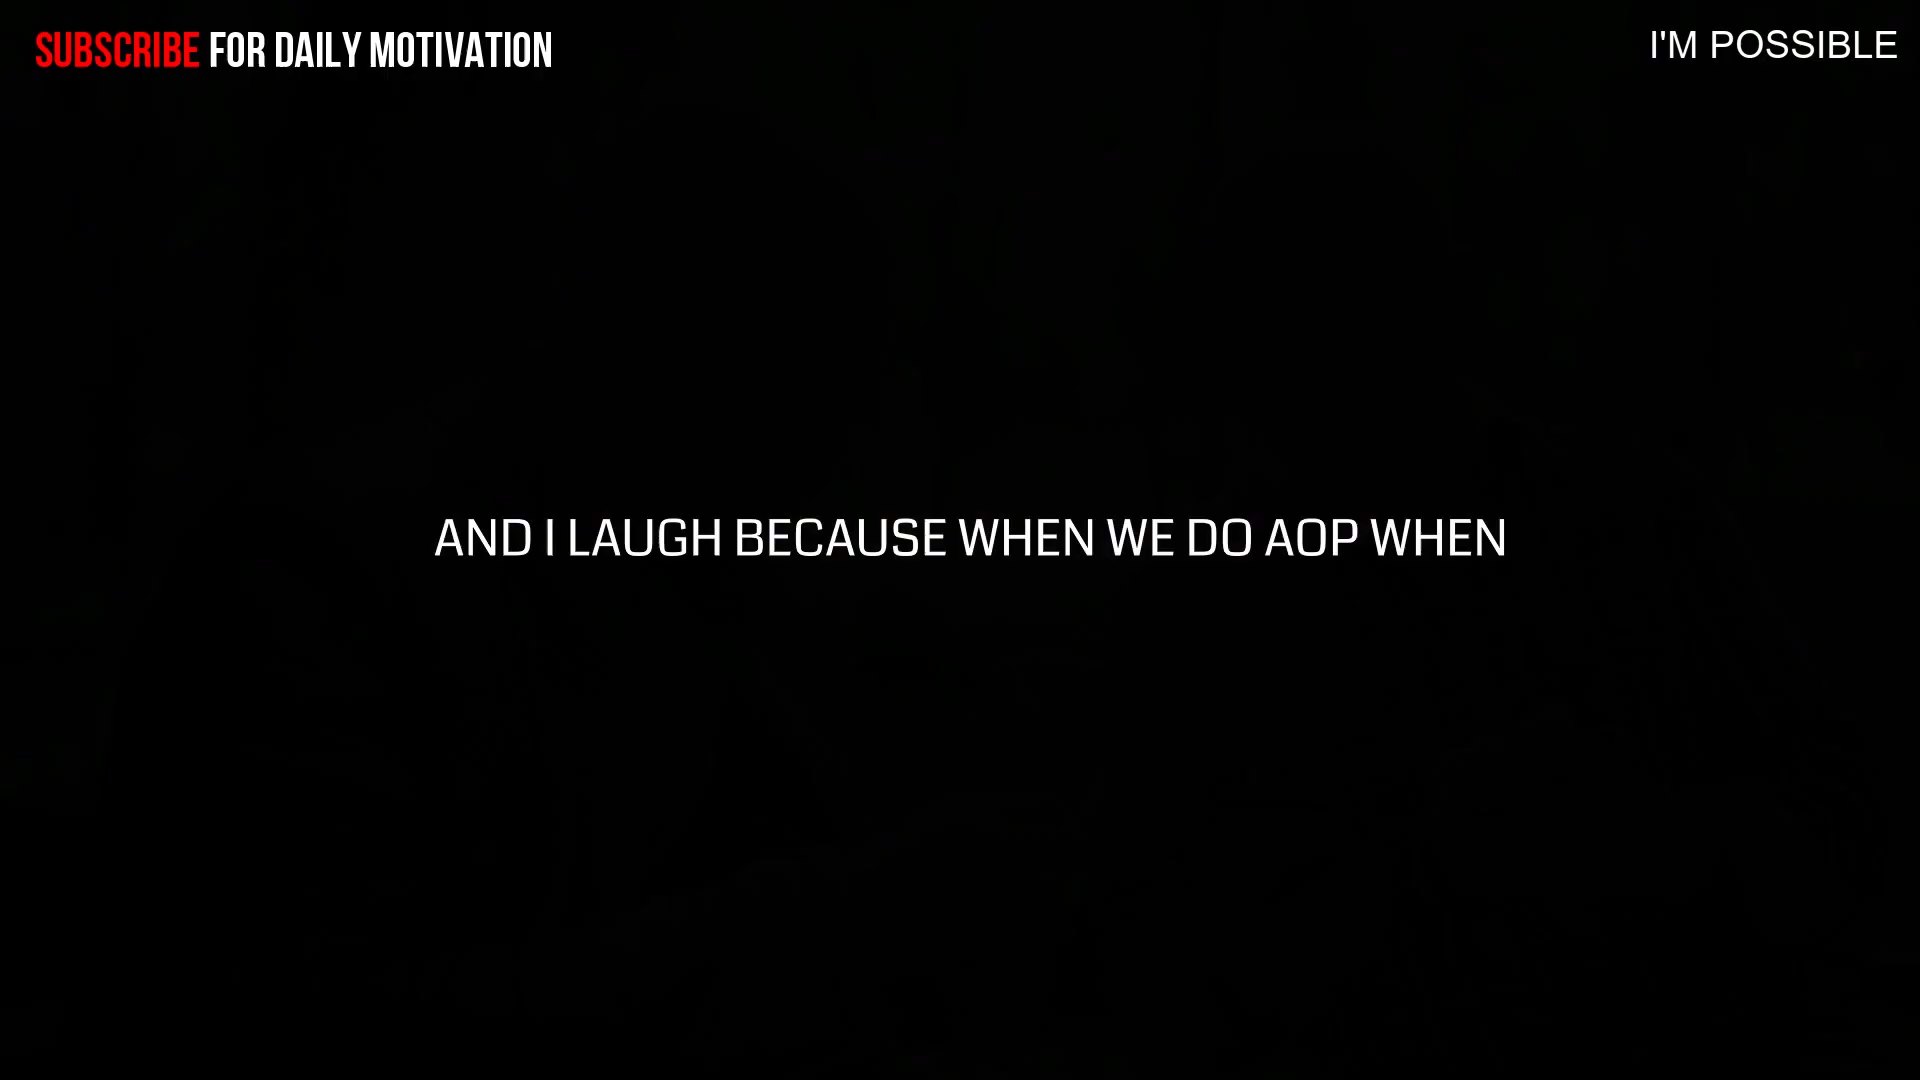 SUBSCRIBE FOR DAILY MOTIVATION
I'M POSSIBLE
AND I LAUGH BECAUSE WHEN WE DO AOP WHEN